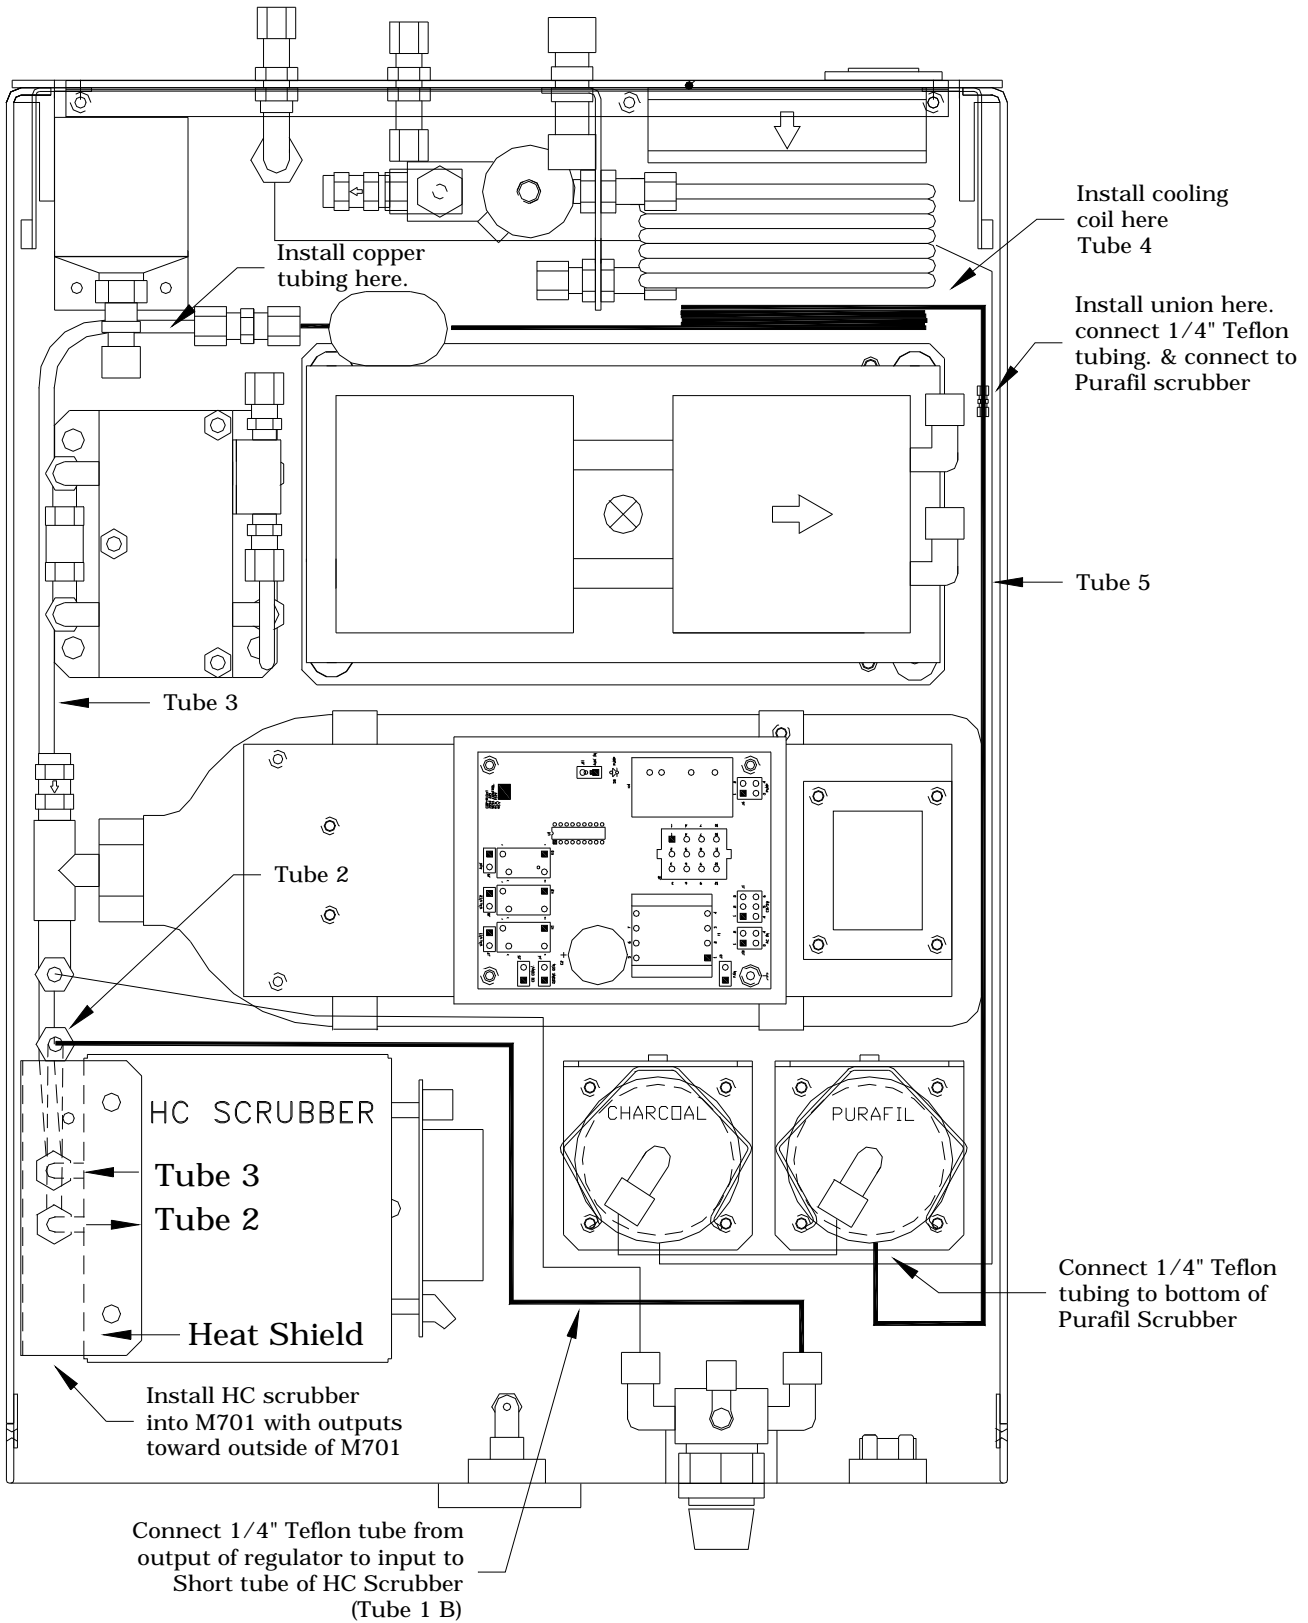 Install cooling
coil here
Tube 4
Install copper
tubing here.
Install union here.
connect 1/4" Teflon
tubing. & connect to
Purafil scrubber
Tube 5
Tube 3
Tube 2
CHARCOAL
PURAFIL
HC SCRUBBER
Tube 3
Tube 2
Heat Shield
Connect 1/4" Teflon
tubing to bottom of
Purafil Scrubber
Install HC scrubber
into M701 with outputs
toward outside of M701
Connect 1/4" Teflon tube from
output of regulator to input to
Short tube of HC Scrubber
(Tube 1 B)